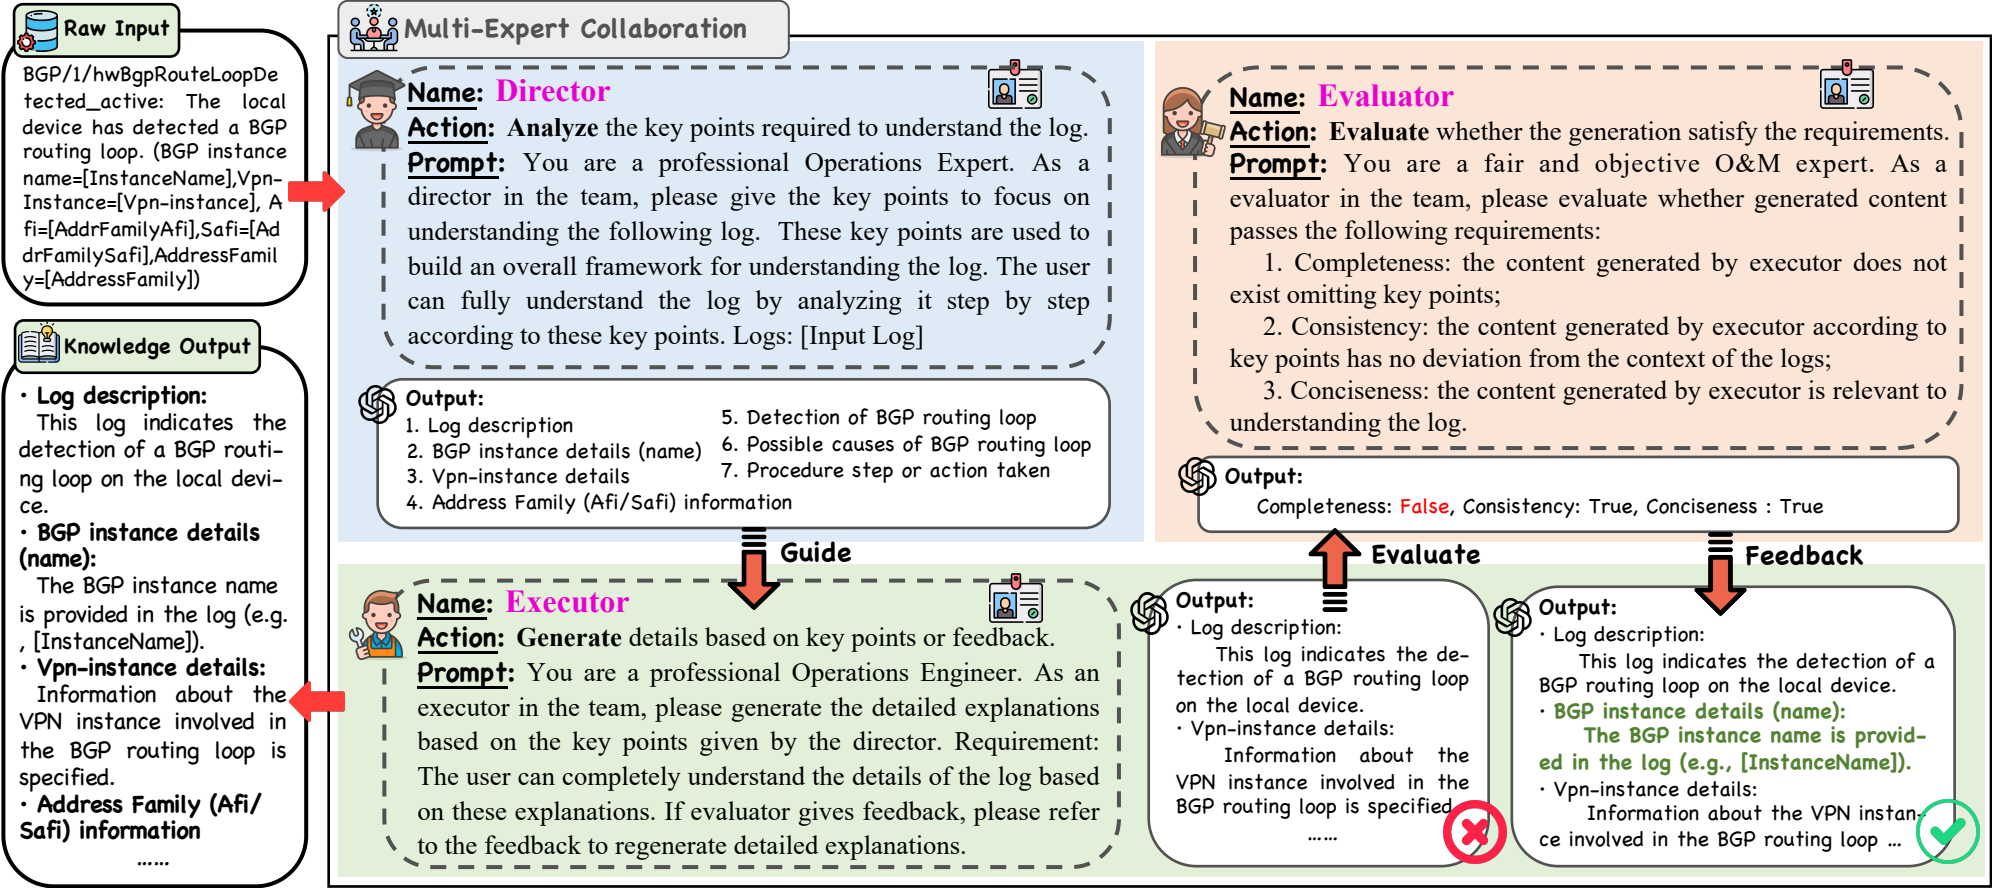 Raw Input
BGP/1/hwBgpRouteLoopDe
tected_active: The local
device has detected a BGP
routing loop. (BGP instance
name=[InstanceName],Vpn-
Instance=[Vpn-instance], A
fi=[AddrFamilyAfi],Safi=[Ad
drFamilySafi],AddressFamil
y=[AddressFamily])
Knowledge Output
· Log description:
This log indicates the
detection of a BGP routi-
ng loop on the local devi-
ce.
· BGP instance details
(name):
The BGP instance name
is provided in the log (e.g.
, [InstanceName]).
· Vpn-instance details:
Information about the
VPN instance involved in
the BGP routing loop is
specified.
· Address Family (Afi/
Safi) information
......
Multi-Expert Collaboration
Name: Director
Action: Analyze the key points required to understand the log.
Prompt: You are a professional Operations Expert. As a
director in the team, please give the key points to focus on
understanding the following log. These key points are used to
build an overall framework for understanding the log. The user
can fully understand the log by analyzing it step by step
according to these key points. Logs: [Input Log]
Output:
1. Log description
2. BGP instance details (name)
3. Vpn-instance details
4. Address Family (Afi/Safi) information
5. Detection of BGP routing loop
6. Possible causes of BGP routing loop
7. Procedure step or action taken
Guide
Name: Evaluator
Action: Evaluate whether the generation satisfy the requirements.
Prompt: You are a fair and objective O&M expert. As a
evaluator in the team, please evaluate whether generated content
passes the following requirements:
1. Completeness: the content generated by executor does not
exist omitting key points;
2. Consistency: the content generated by executor according to
key points has no deviation from the context of the logs;
3. Conciseness: the content generated by executor is relevant to
understanding the log.
Output:
Completeness: False, Consistency: True, Conciseness : True
Evaluate
Feedback
Name: Executor
Action: Generate details based on key points or feedback.
Prompt: You are a professional Operations Engineer. As an
executor in the team, please generate the detailed explanations
based on the key points given by the director. Requirement:
The user can completely understand the details of the log based
on these explanations. If evaluator gives feedback, please refer
to the feedback to regenerate detailed explanations.
Output:
· Log description:
This log indicates the de-
tection of a BGP routing loop
on the local device.
· Vpn-instance details:
Information about the
VPN instance involved in the
BGP routing loop is specified.
......
Output:
· Log description:
This log indicates the detection of a
BGP routing loop on the local device.
· BGP instance details (name):
The BGP instance name is provid-
ed in the log (e.g., [InstanceName]).
· Vpn-instance details:
Information about the VPN instan-
ce involved in the BGP routing loop ...